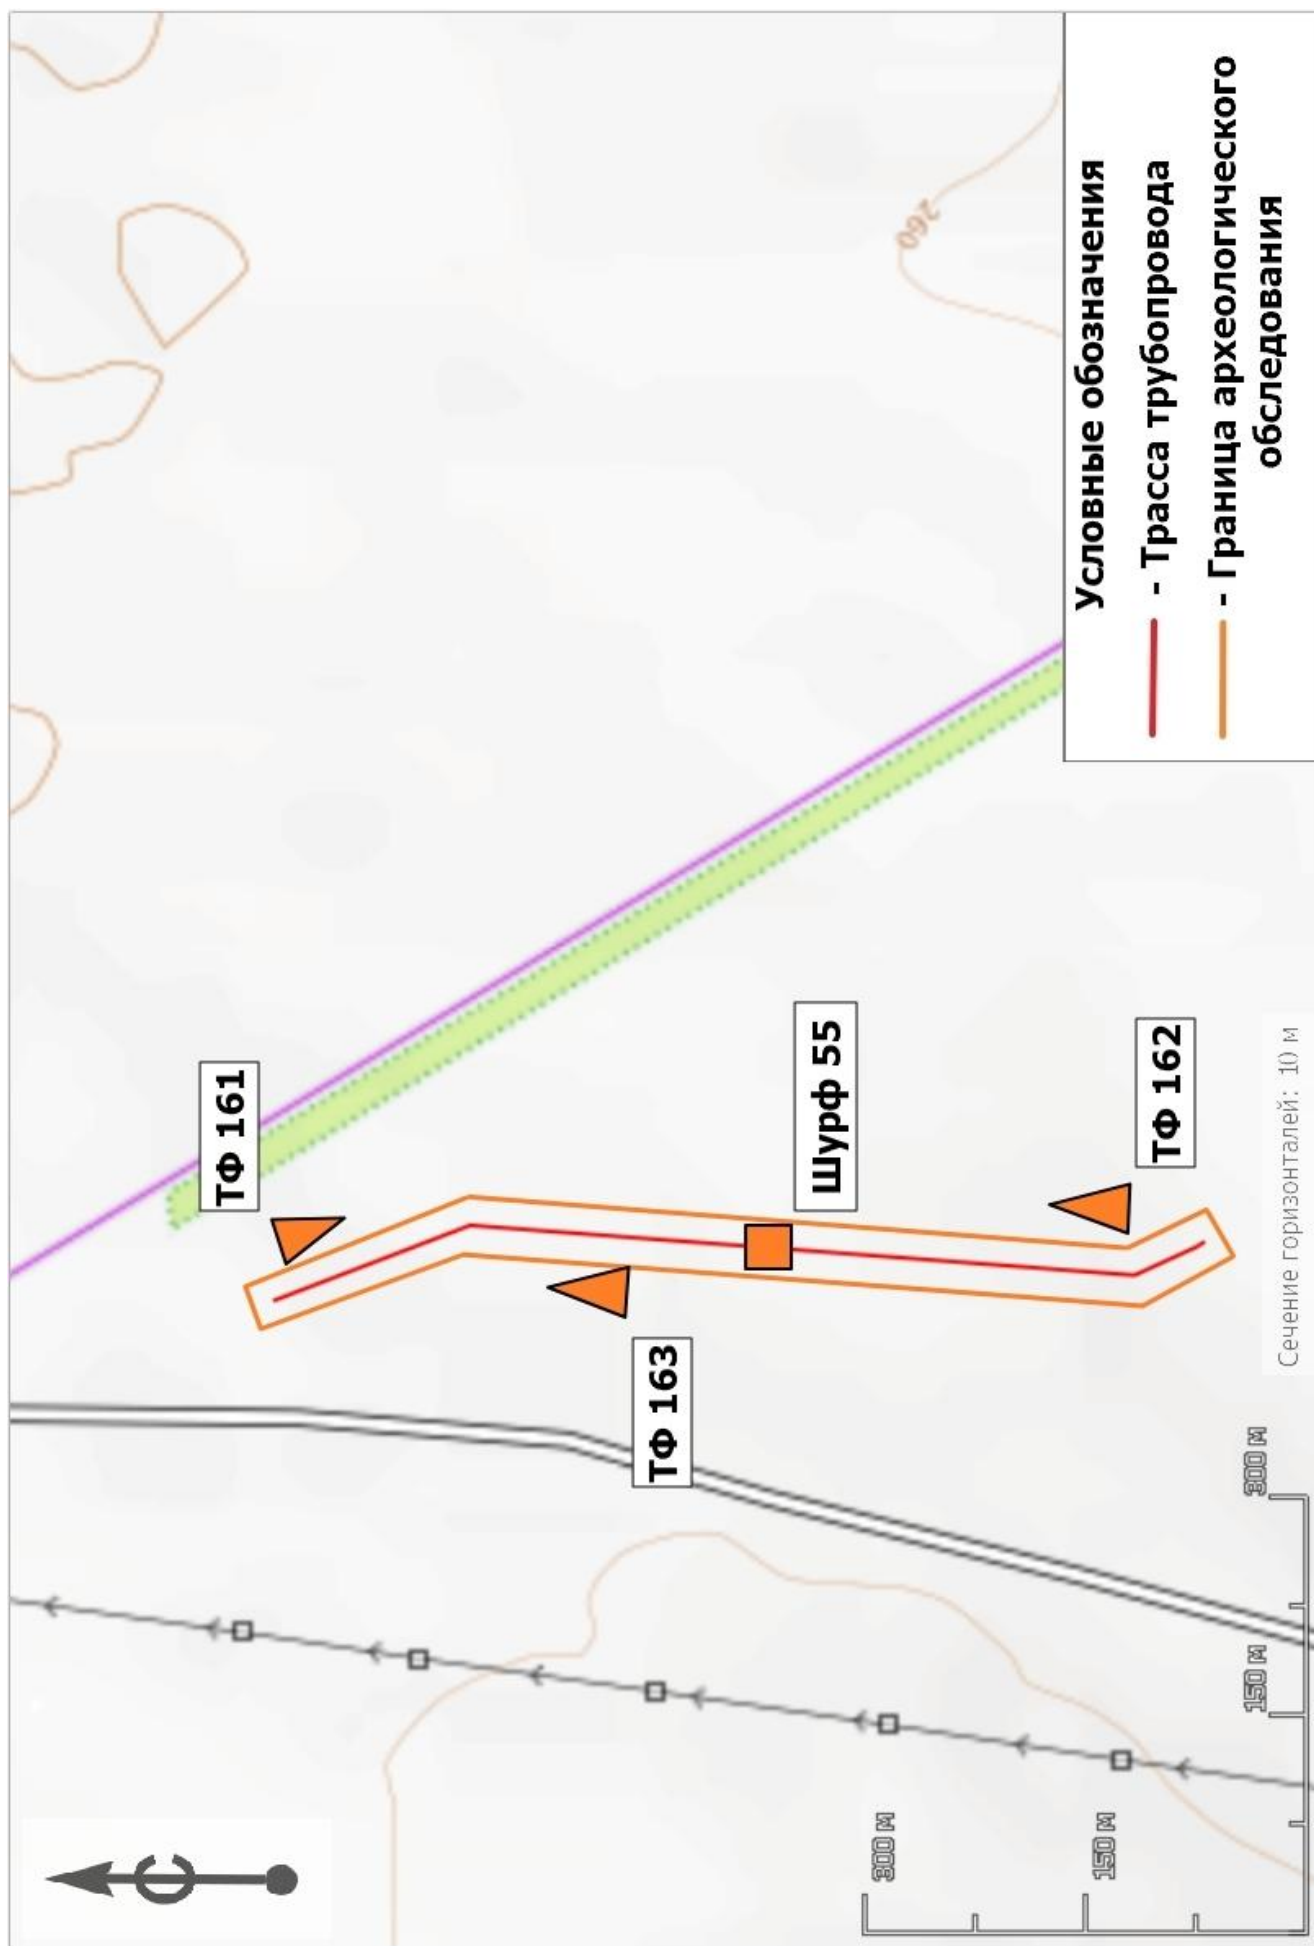 ТФ 161
ТФ 163
Шурф 55
ТФ 162
260
Условные обозначения
- Трасса трубопровода
- Граница археологического
обследования
Сечение горизонталей: 10 м
300 м
150 м
150 м
300 м
С